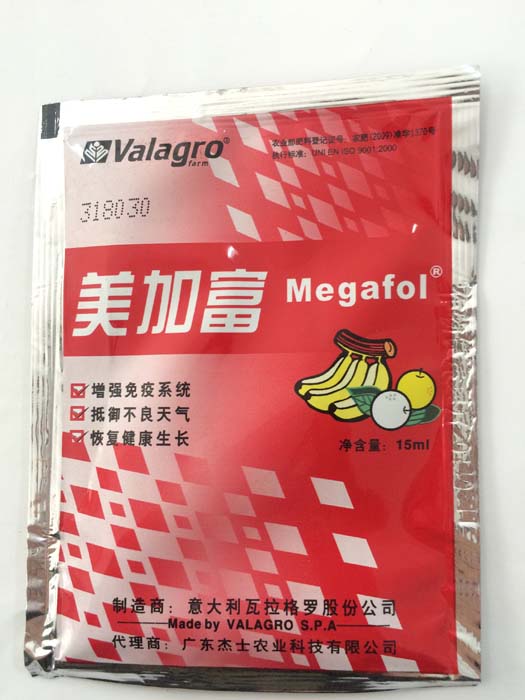 Valagro®
farm
农业部肥料登记证号：农肥(2009)准字1370号
执行标准：UNI EN ISO 9001:2000
318030
美加富 Megafol®
增强免疫系统
抵御不良天气
恢复健康生长
净含量：15ml
制造商：意大利瓦拉格罗股份公司
Made by VALAGRO S.P.A
代理商：广东杰士农业科技有限公司